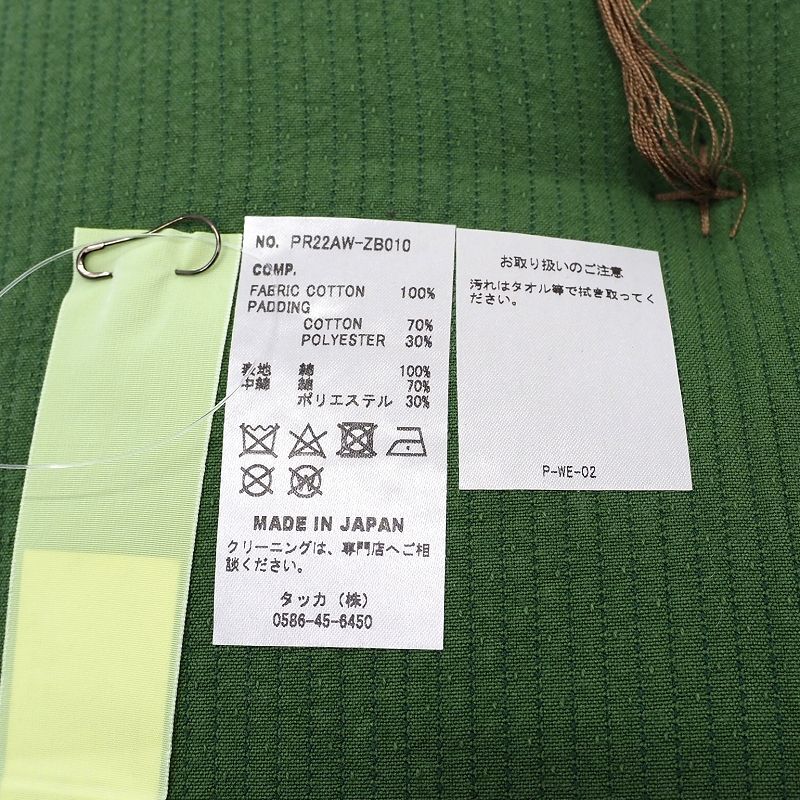 NO. PR22AW-ZB010
COMP.
FABRIC COTTON 100%
PADDING
COTTON 70%
POLYESTER 30%
表地 綿 100%
中綿 綿 70%
ポリエステル 30%
MADE IN JAPAN
クリーニングは、専門店へご相
談ください。
タッカ（株）
0586-45-6450
お取り扱いのご注意
汚れはタオル等で拭き取ってく
ださい。
P-WE-02